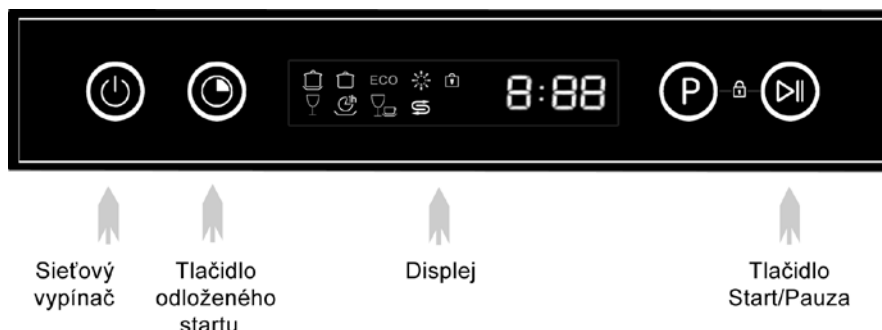 ECO
8:88
P
Sieťový
vypínač
Tlačidlo
odloženého
startu
Displej
Tlačidlo
Start/Pauza